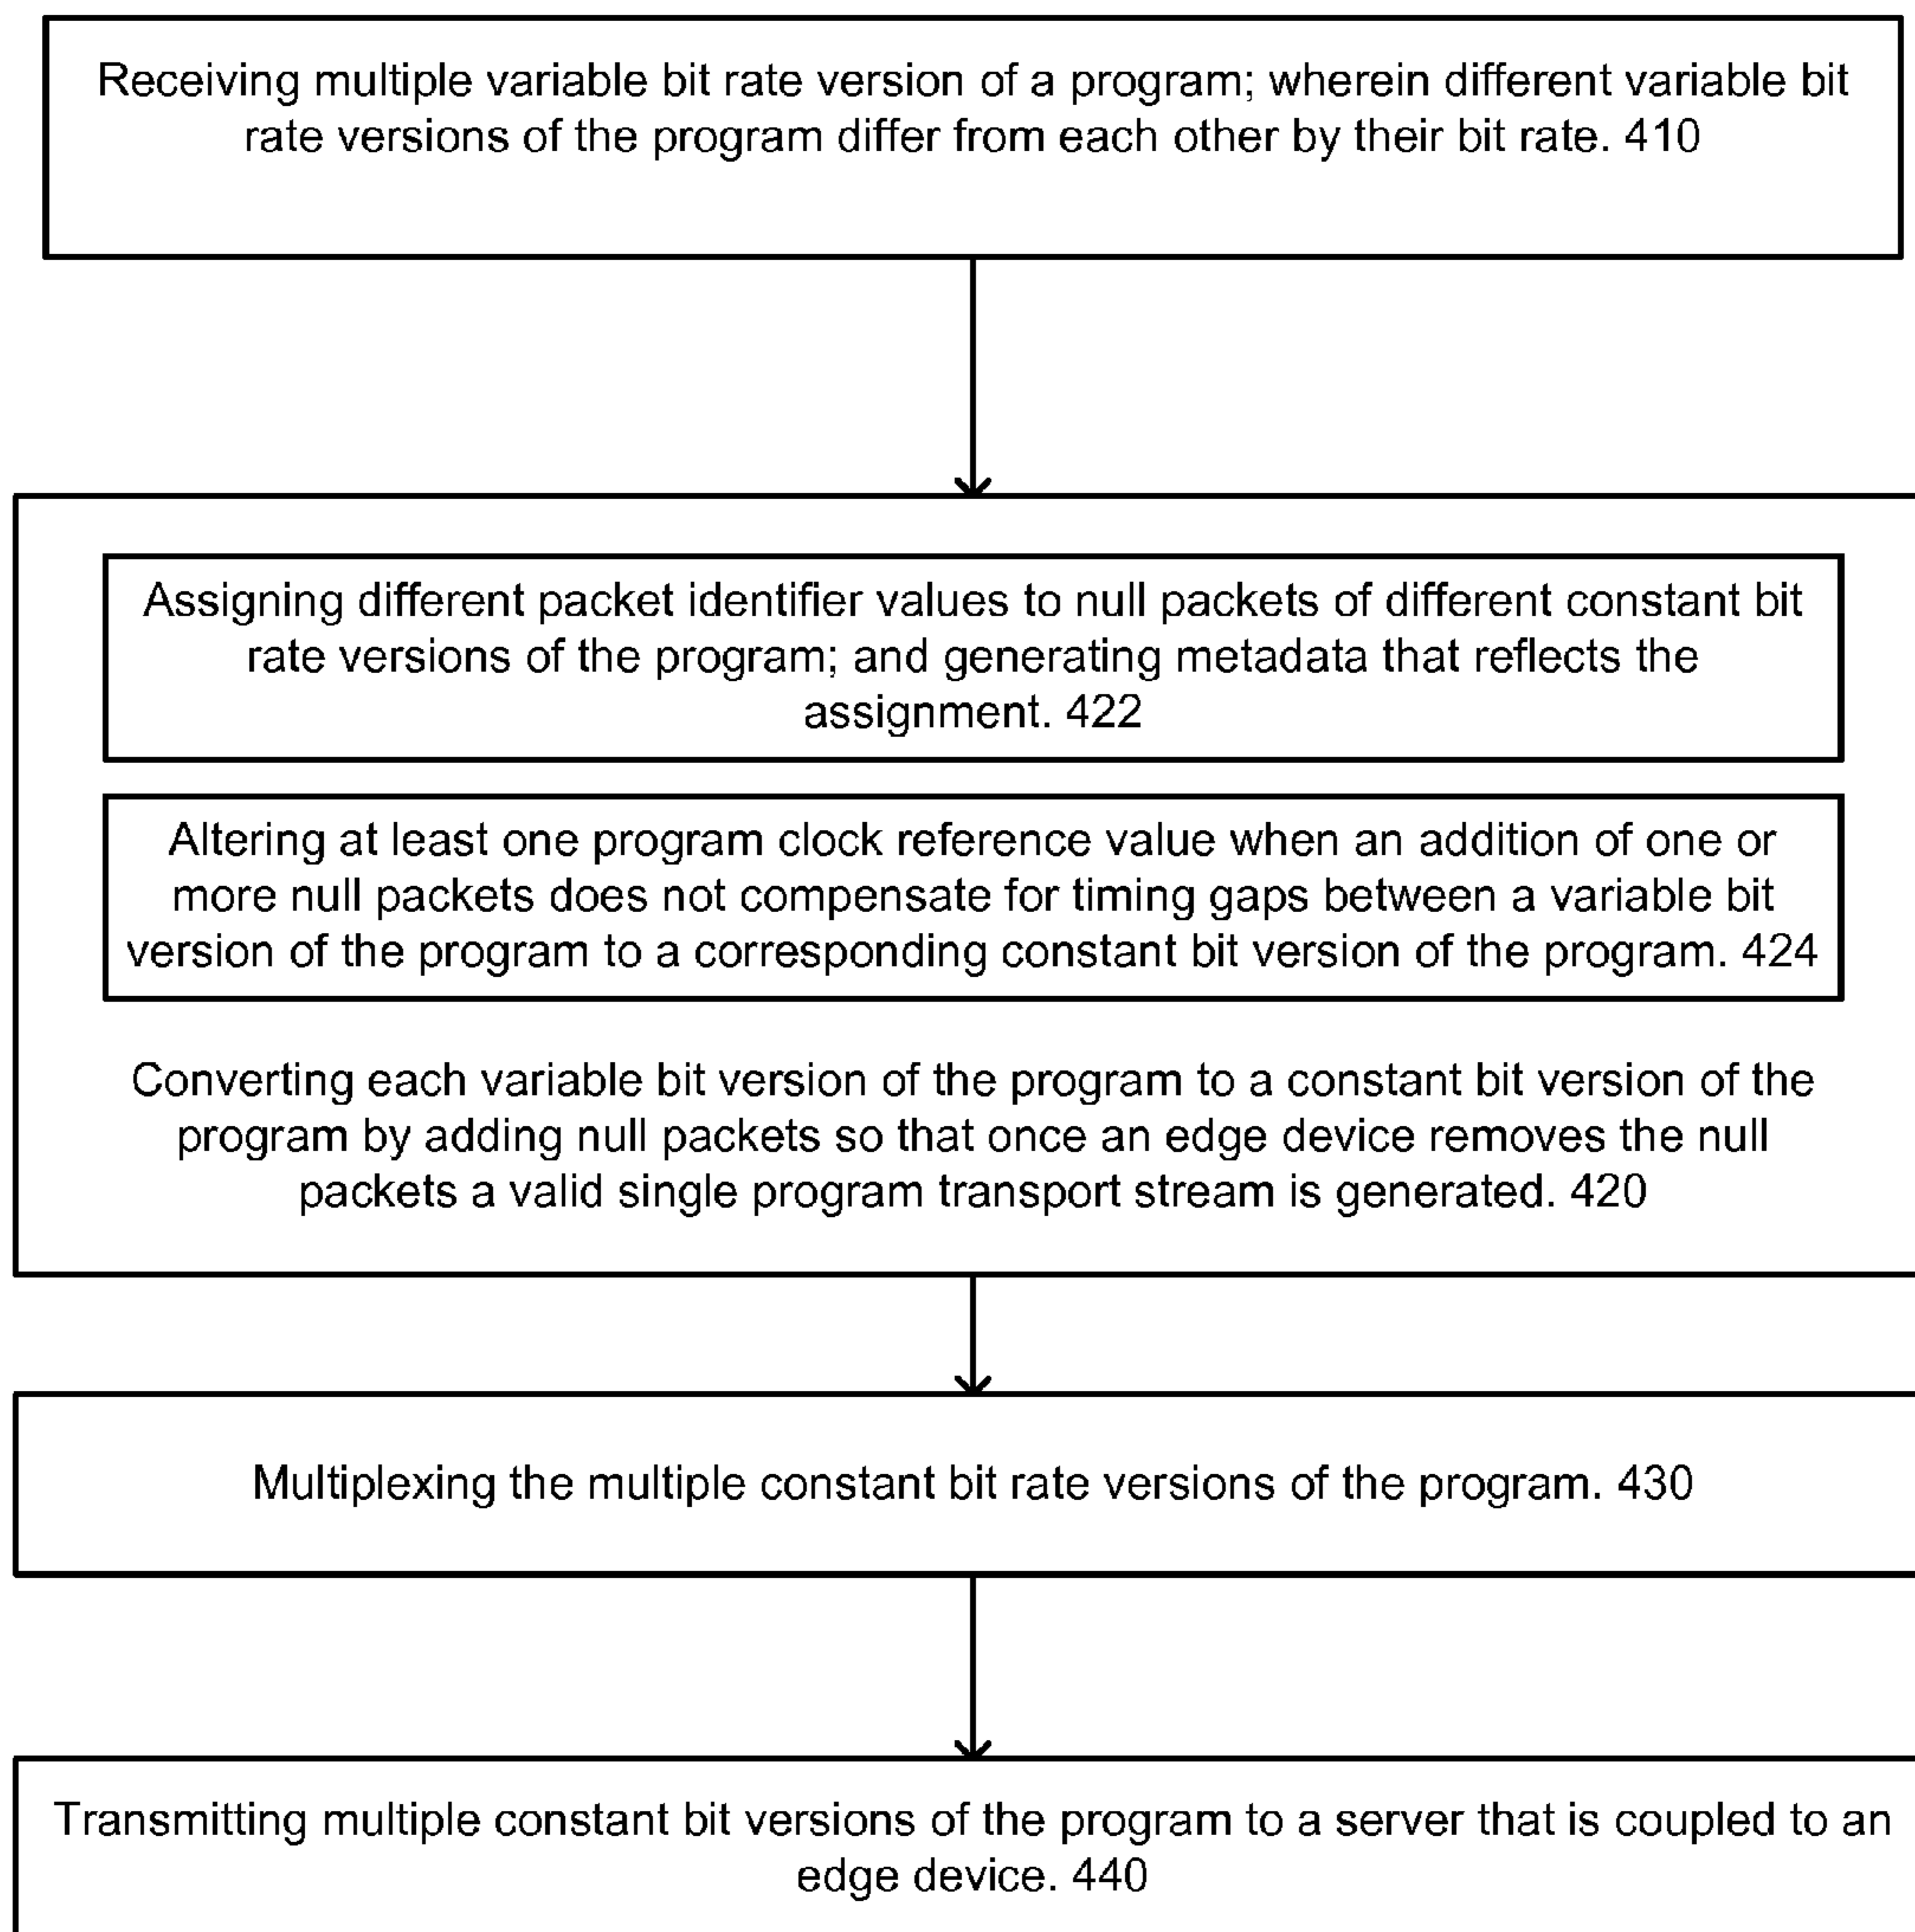 Receiving multiple variable bit rate version of a program; wherein different variable bit
rate versions of the program differ from each other by their bit rate. 410
Assigning different packet identifier values to null packets of different constant bit
rate versions of the program; and generating metadata that reflects the
assignment. 422
Altering at least one program clock reference value when an addition of one or
more null packets does not compensate for timing gaps between a variable bit
version of the program to a corresponding constant bit version of the program. 424
Converting each variable bit version of the program to a constant bit version of the
program by adding null packets so that once an edge device removes the null
packets a valid single program transport stream is generated. 420
Multiplexing the multiple constant bit rate versions of the program. 430
Transmitting multiple constant bit versions of the program to a server that is coupled to an
edge device. 440